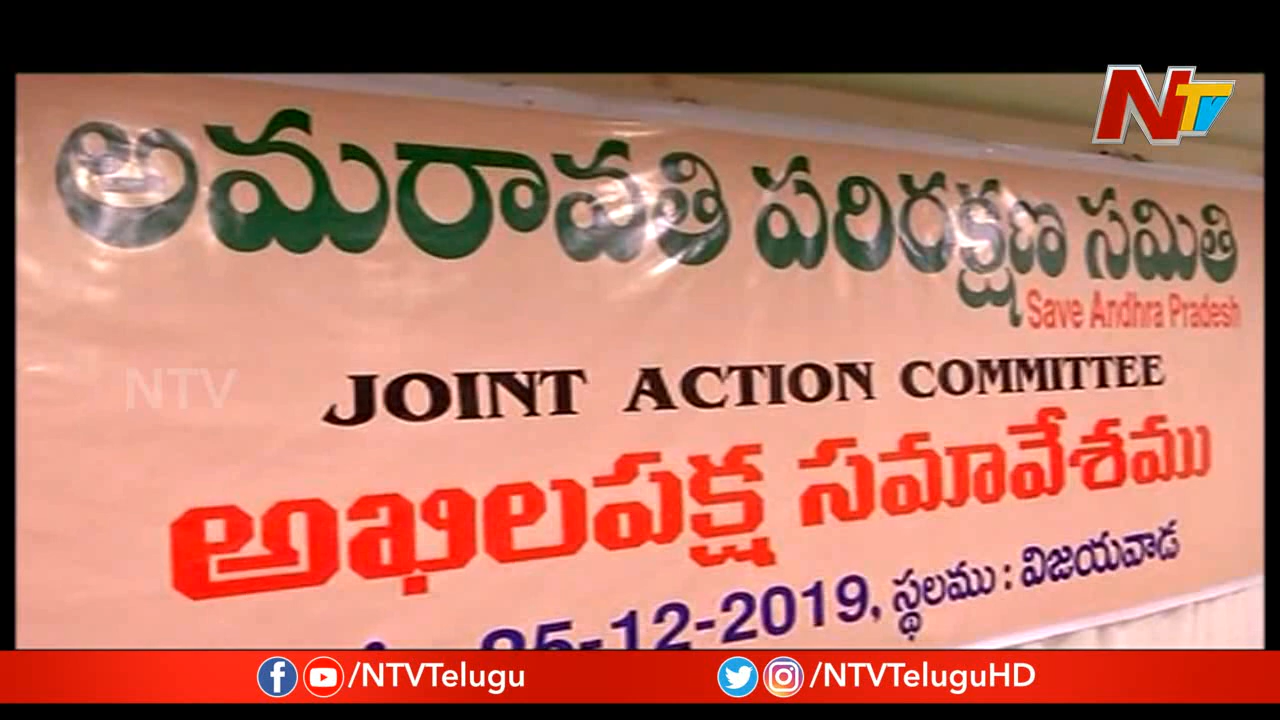 NTV
అమరావతి పరిరక్షణ సమితి
Save Andhra Pradesh
NTV
JOINT ACTION COMMITTEE
అఖిలపక్ష సమావేశము
25-12-2019, స్థలము : విజయవాడ
/NTVTelugu
/NTVTeluguHD